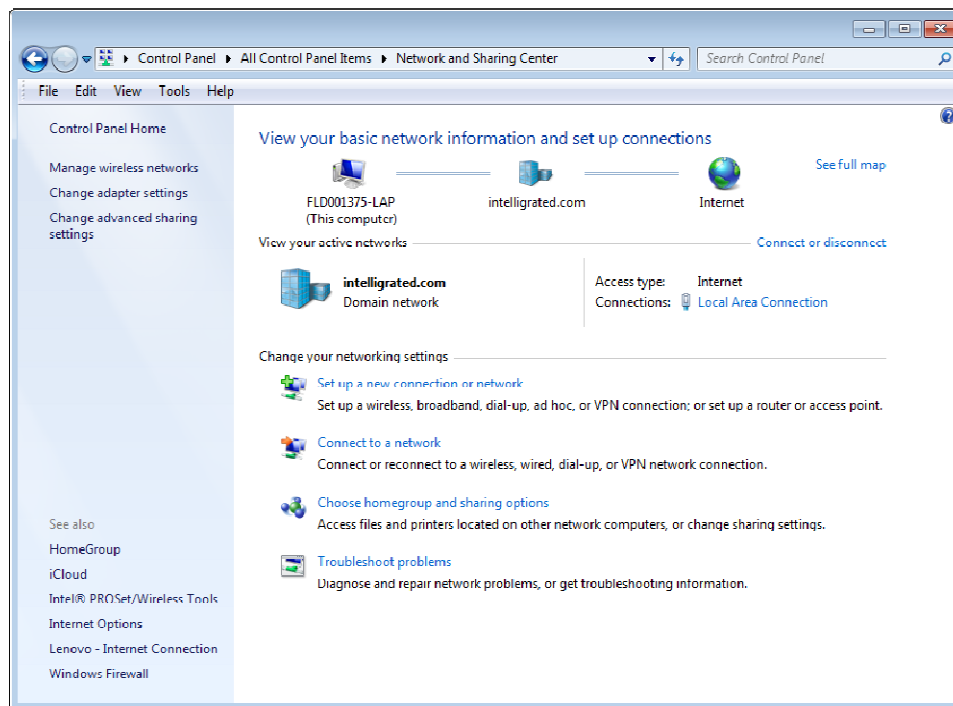 Control Panel ▸ All Control Panel Items ▸ Network and Sharing Center
Search Control Panel
File Edit View Tools Help
Control Panel Home
Manage wireless networks
Change adapter settings
Change advanced sharing
settings
See also
HomeGroup
iCloud
Intel® PROSet/Wireless Tools
Internet Options
Lenovo - Internet Connection
Windows Firewall
View your basic network information and set up connections
See full map
FLD001375-LAP
(This computer)
intelligrated.com
Internet
View your active networks
Connect or disconnect
intelligrated.com
Domain network
Access type: Internet
Connections: Local Area Connection
Change your networking settings
Set up a new connection or network
Set up a wireless, broadband, dial-up, ad hoc, or VPN connection; or set up a router or access point.
Connect to a network
Connect or reconnect to a wireless, wired, dial-up, or VPN network connection.
Choose homegroup and sharing options
Access files and printers located on other network computers, or change sharing settings.
Troubleshoot problems
Diagnose and repair network problems, or get troubleshooting information.